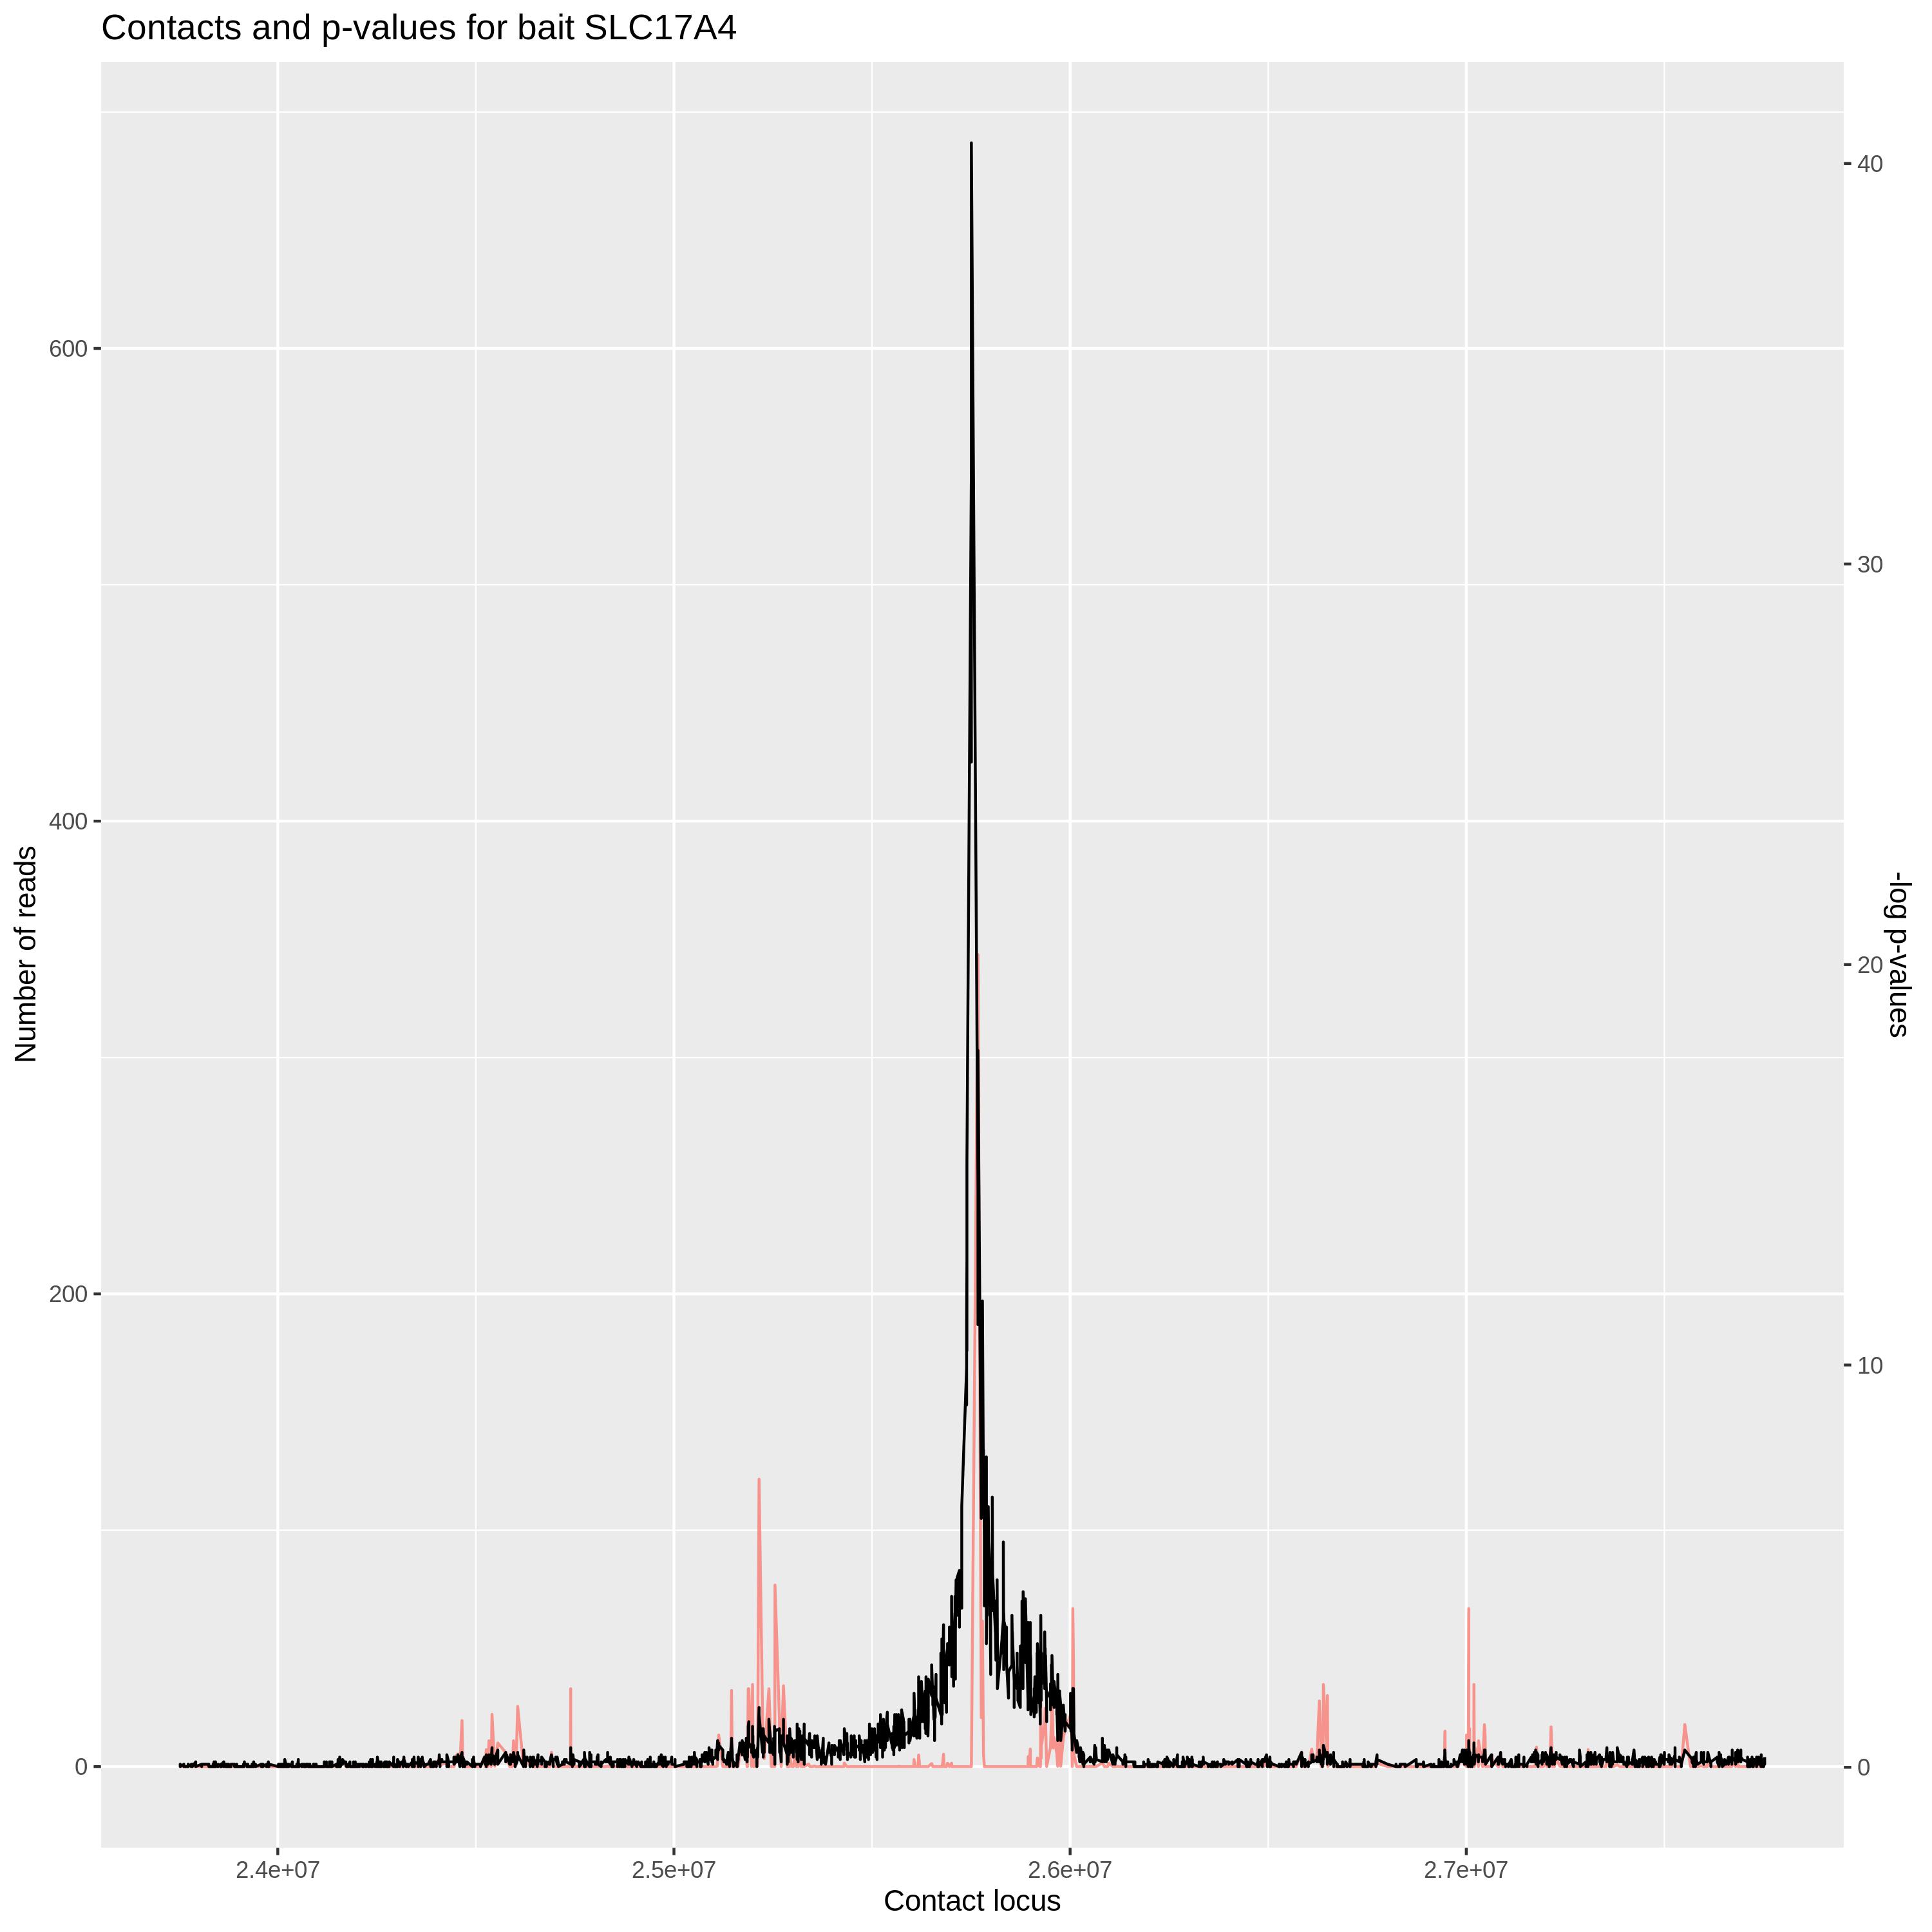 Contacts and p-values for bait SLC17A4
Number of reads
600
400
200
0
40
30
20
10
0
-log p-values
2.4e+07
2.5e+07
2.6e+07
2.7e+07
Contact locus